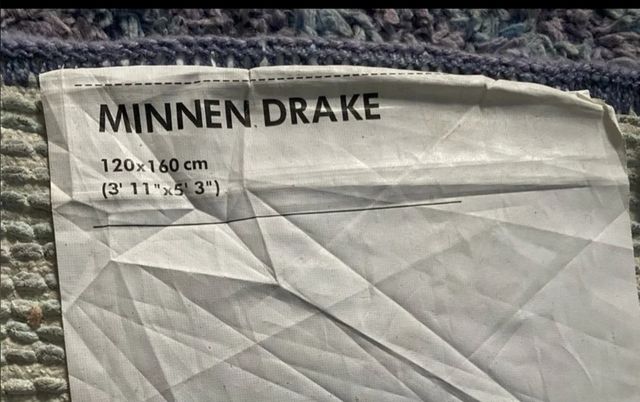 MINNEN DRAKE
120x160 cm
(3' 11"x5' 3")